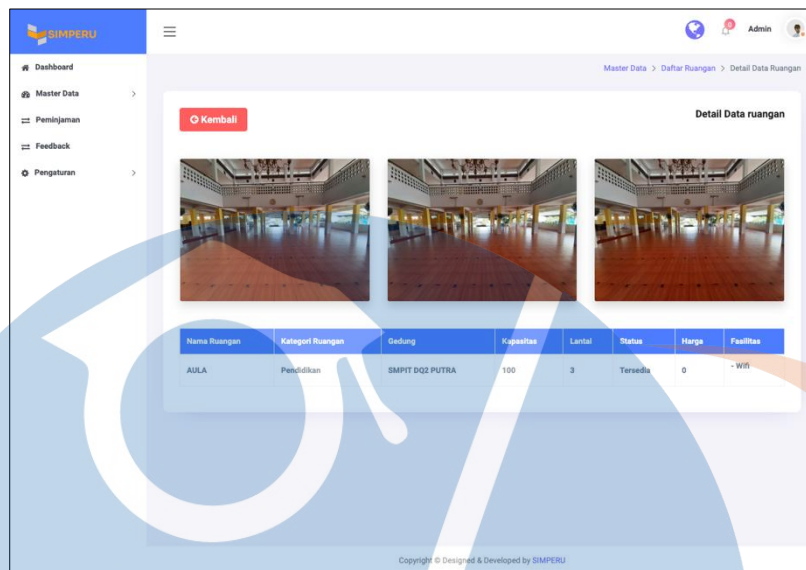 SIMPERU
0
Admin
Dashboard
Master Data > Daftar Ruangan > Detail Data Ruangan
Master Data >
Peminjaman
Feedback
Pengaturan >
Kembali
Detail Data ruangan
Nama Ruangan Kategori Ruangan Gedung Kapasitas Lantai Status Harga Fasilitas
AULA Pendidikan SMPIT DQ2 PUTRA 100 3 Tersedia 0 - Wifi
Copyright © Designed & Developed by SIMPERU